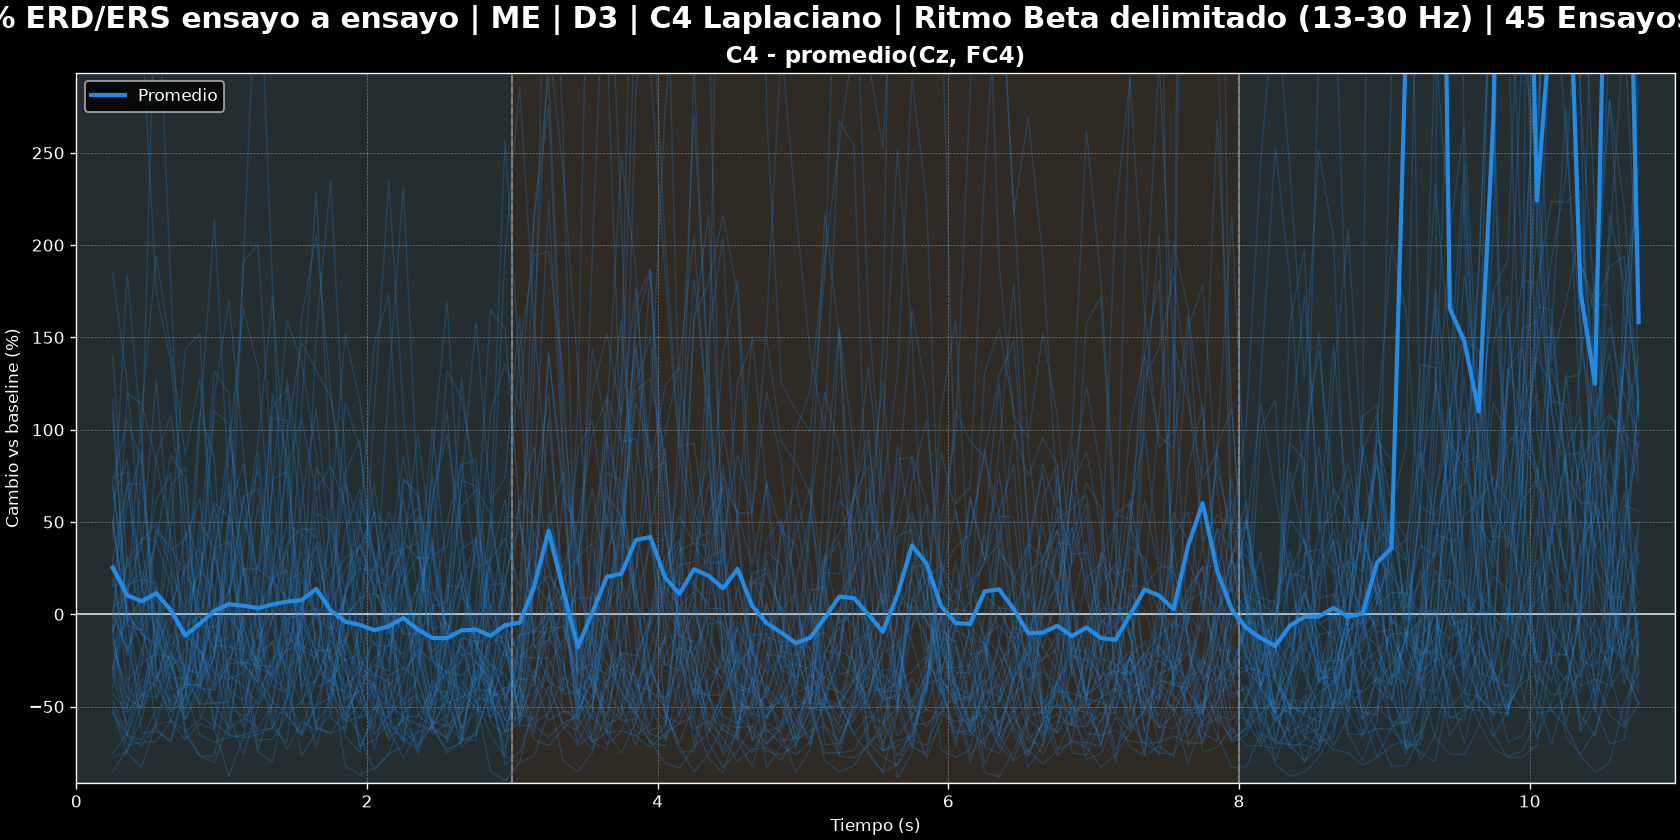 % ERD/ERS ensayo a ensayo | ME | D3 | C4 Laplaciano | Ritmo Beta delimitado (13-30 Hz) | 45 Ensayos
C4 - promedio(Cz, FC4)
Promedio
Cambio vs baseline (%)
250
200
150
100
50
0
−50
0 2 4 6 8 10
Tiempo (s)